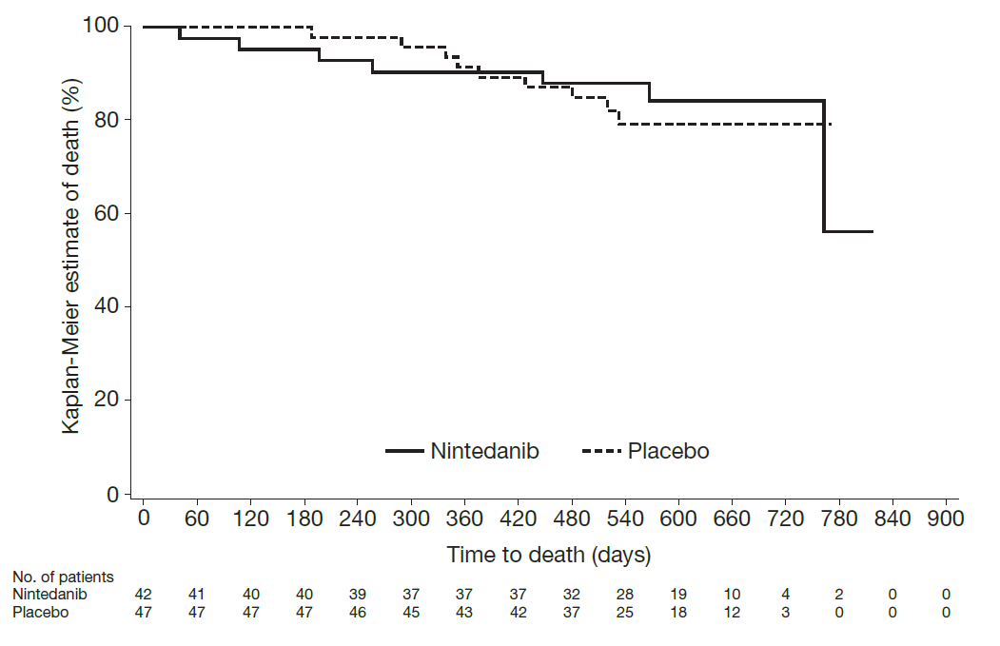 Kaplan-Meier estimate of death (%)
100
80
60
40
20
0
Nintedanib Placebo
0 60 120 180 240 300 360 420 480 540 600 660 720 780 840 900
Time to death (days)
No. of patients
Nintedanib 42 41 40 40 39 37 37 37 32 28 19 10 4 2 0 0
Placebo 47 47 47 47 46 45 43 42 37 25 18 12 3 0 0 0